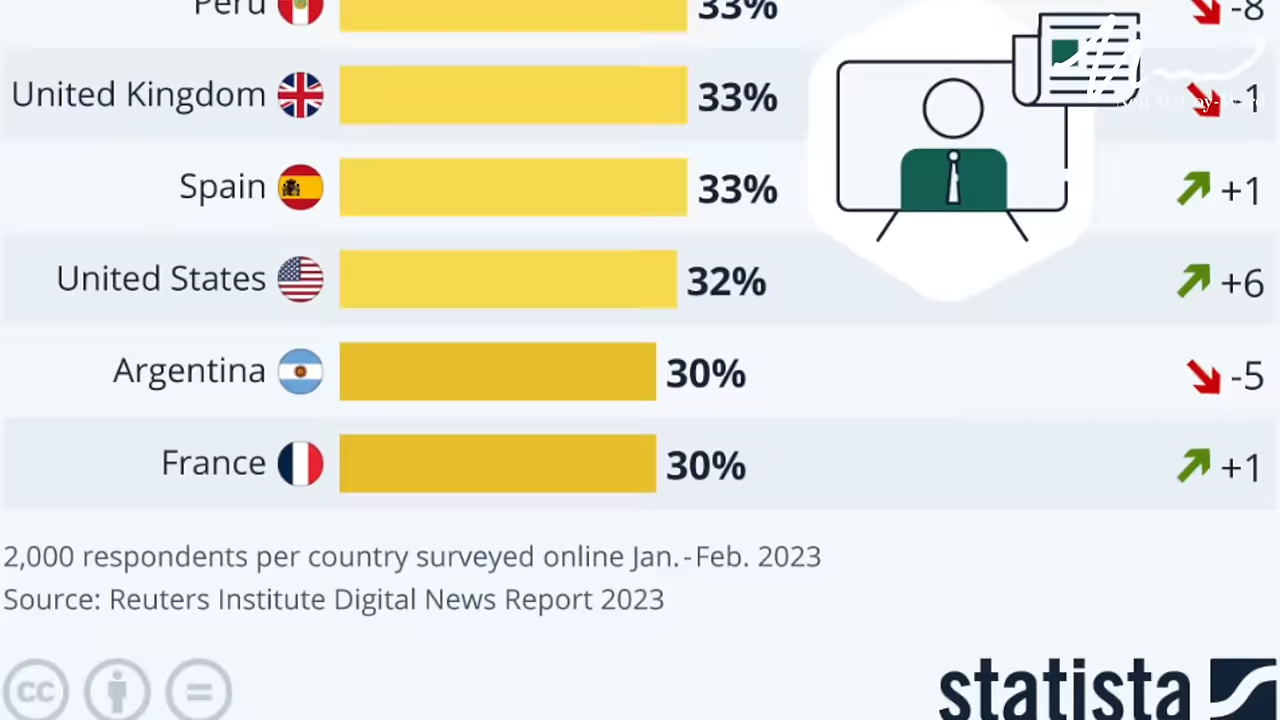 Peru 33% -8
United Kingdom 33% -1
Spain 33% +1
United States 32% +6
Argentina 30% -5
France 30% +1
2,000 respondents per country surveyed online Jan.-Feb. 2023
Source: Reuters Institute Digital News Report 2023
cc =
statista